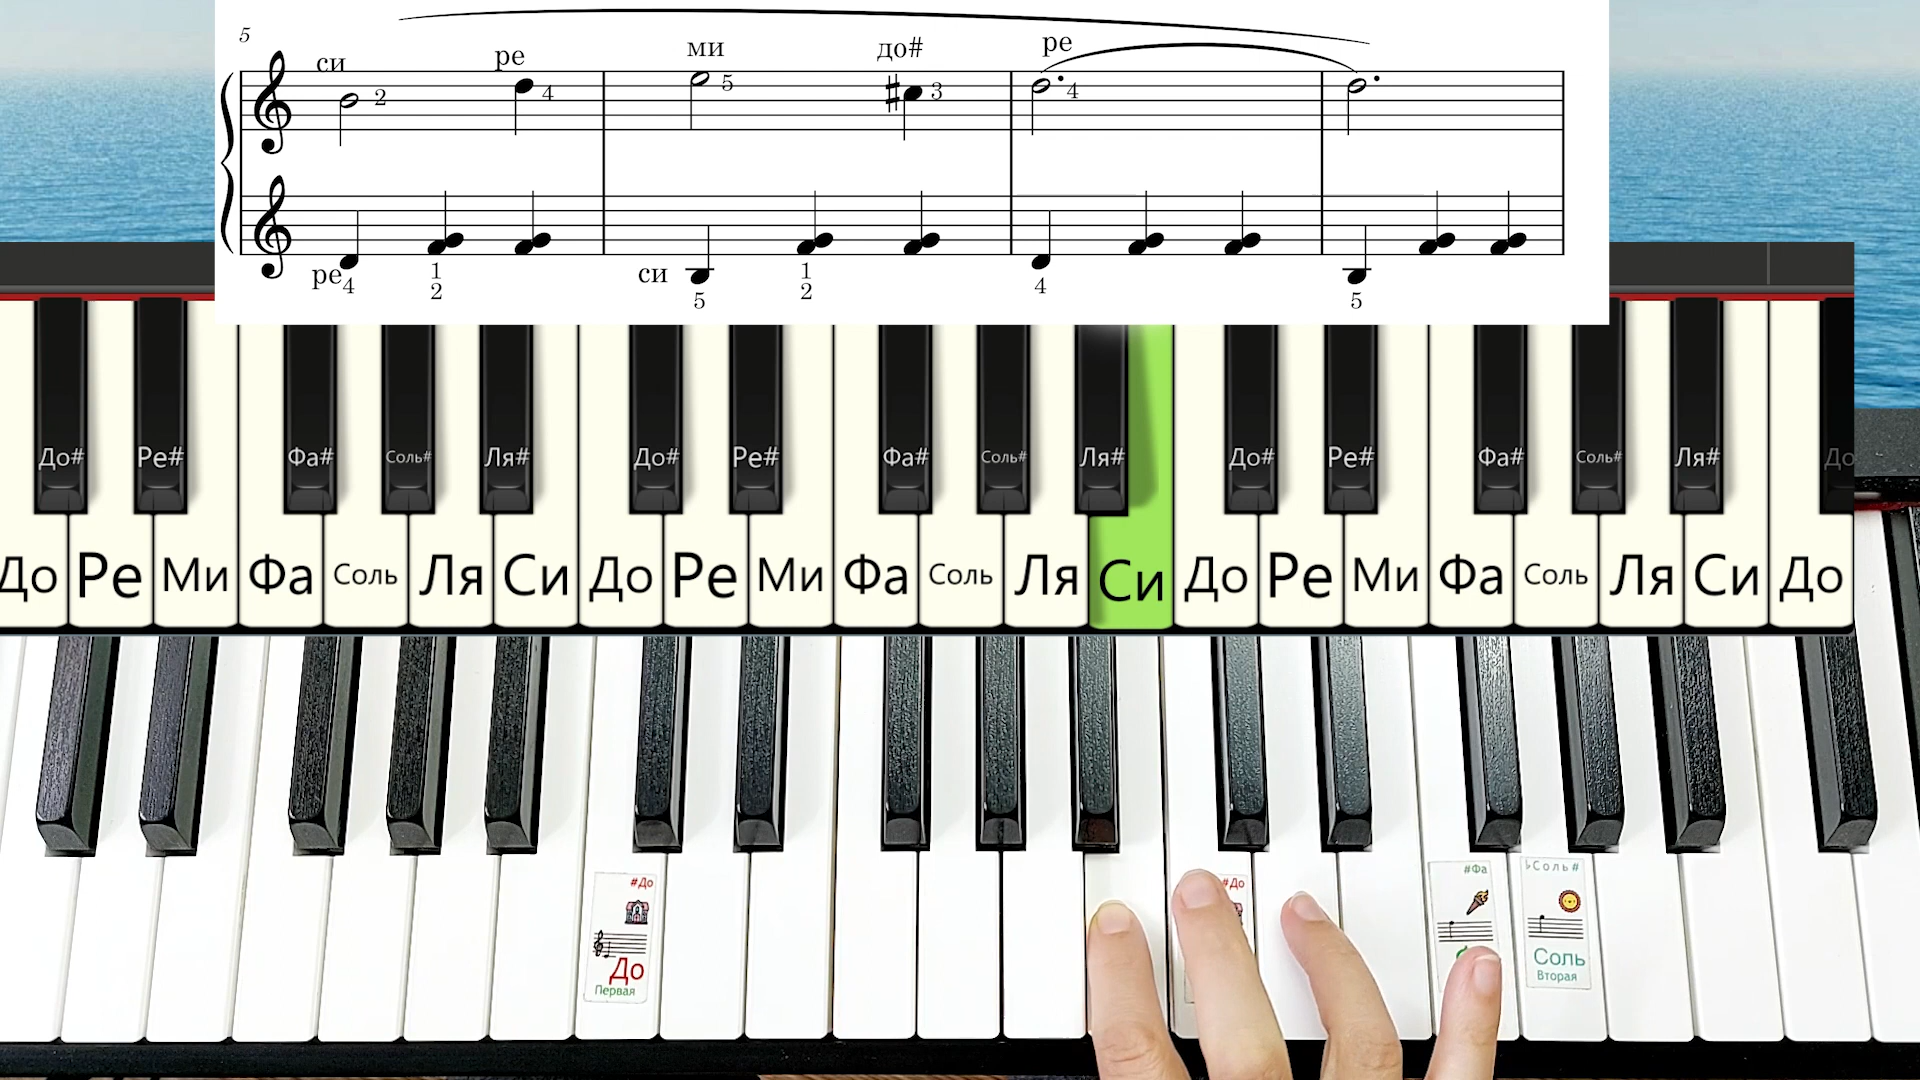 5
си ре ми до# ре
2 4 5 3 4
ре 4 1 2 си 5 1 2 4 5
До# Ре# Фа# Соль# Ля# До# Ре# Фа# Соль# Ля# До# Ре# Фа# Соль# Ля# До
До Ре Ми Фа Соль Ля Си До Ре Ми Фа Соль Ля Си До Ре Ми Фа Соль Ля Си До
#До
До
Первая
#До
#Фа
♭Соль#
Соль
Вторая